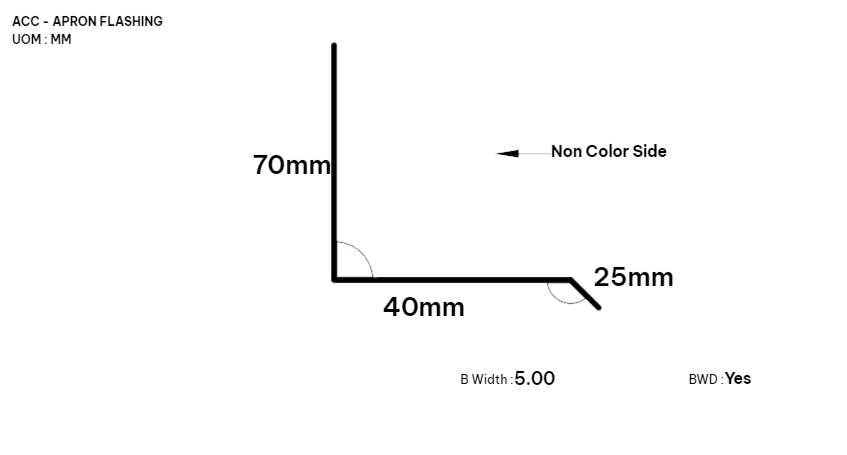 ACC - APRON FLASHING
UOM : MM
70mm
Non Color Side
25mm
40mm
B Width : 5.00
BWD : Yes